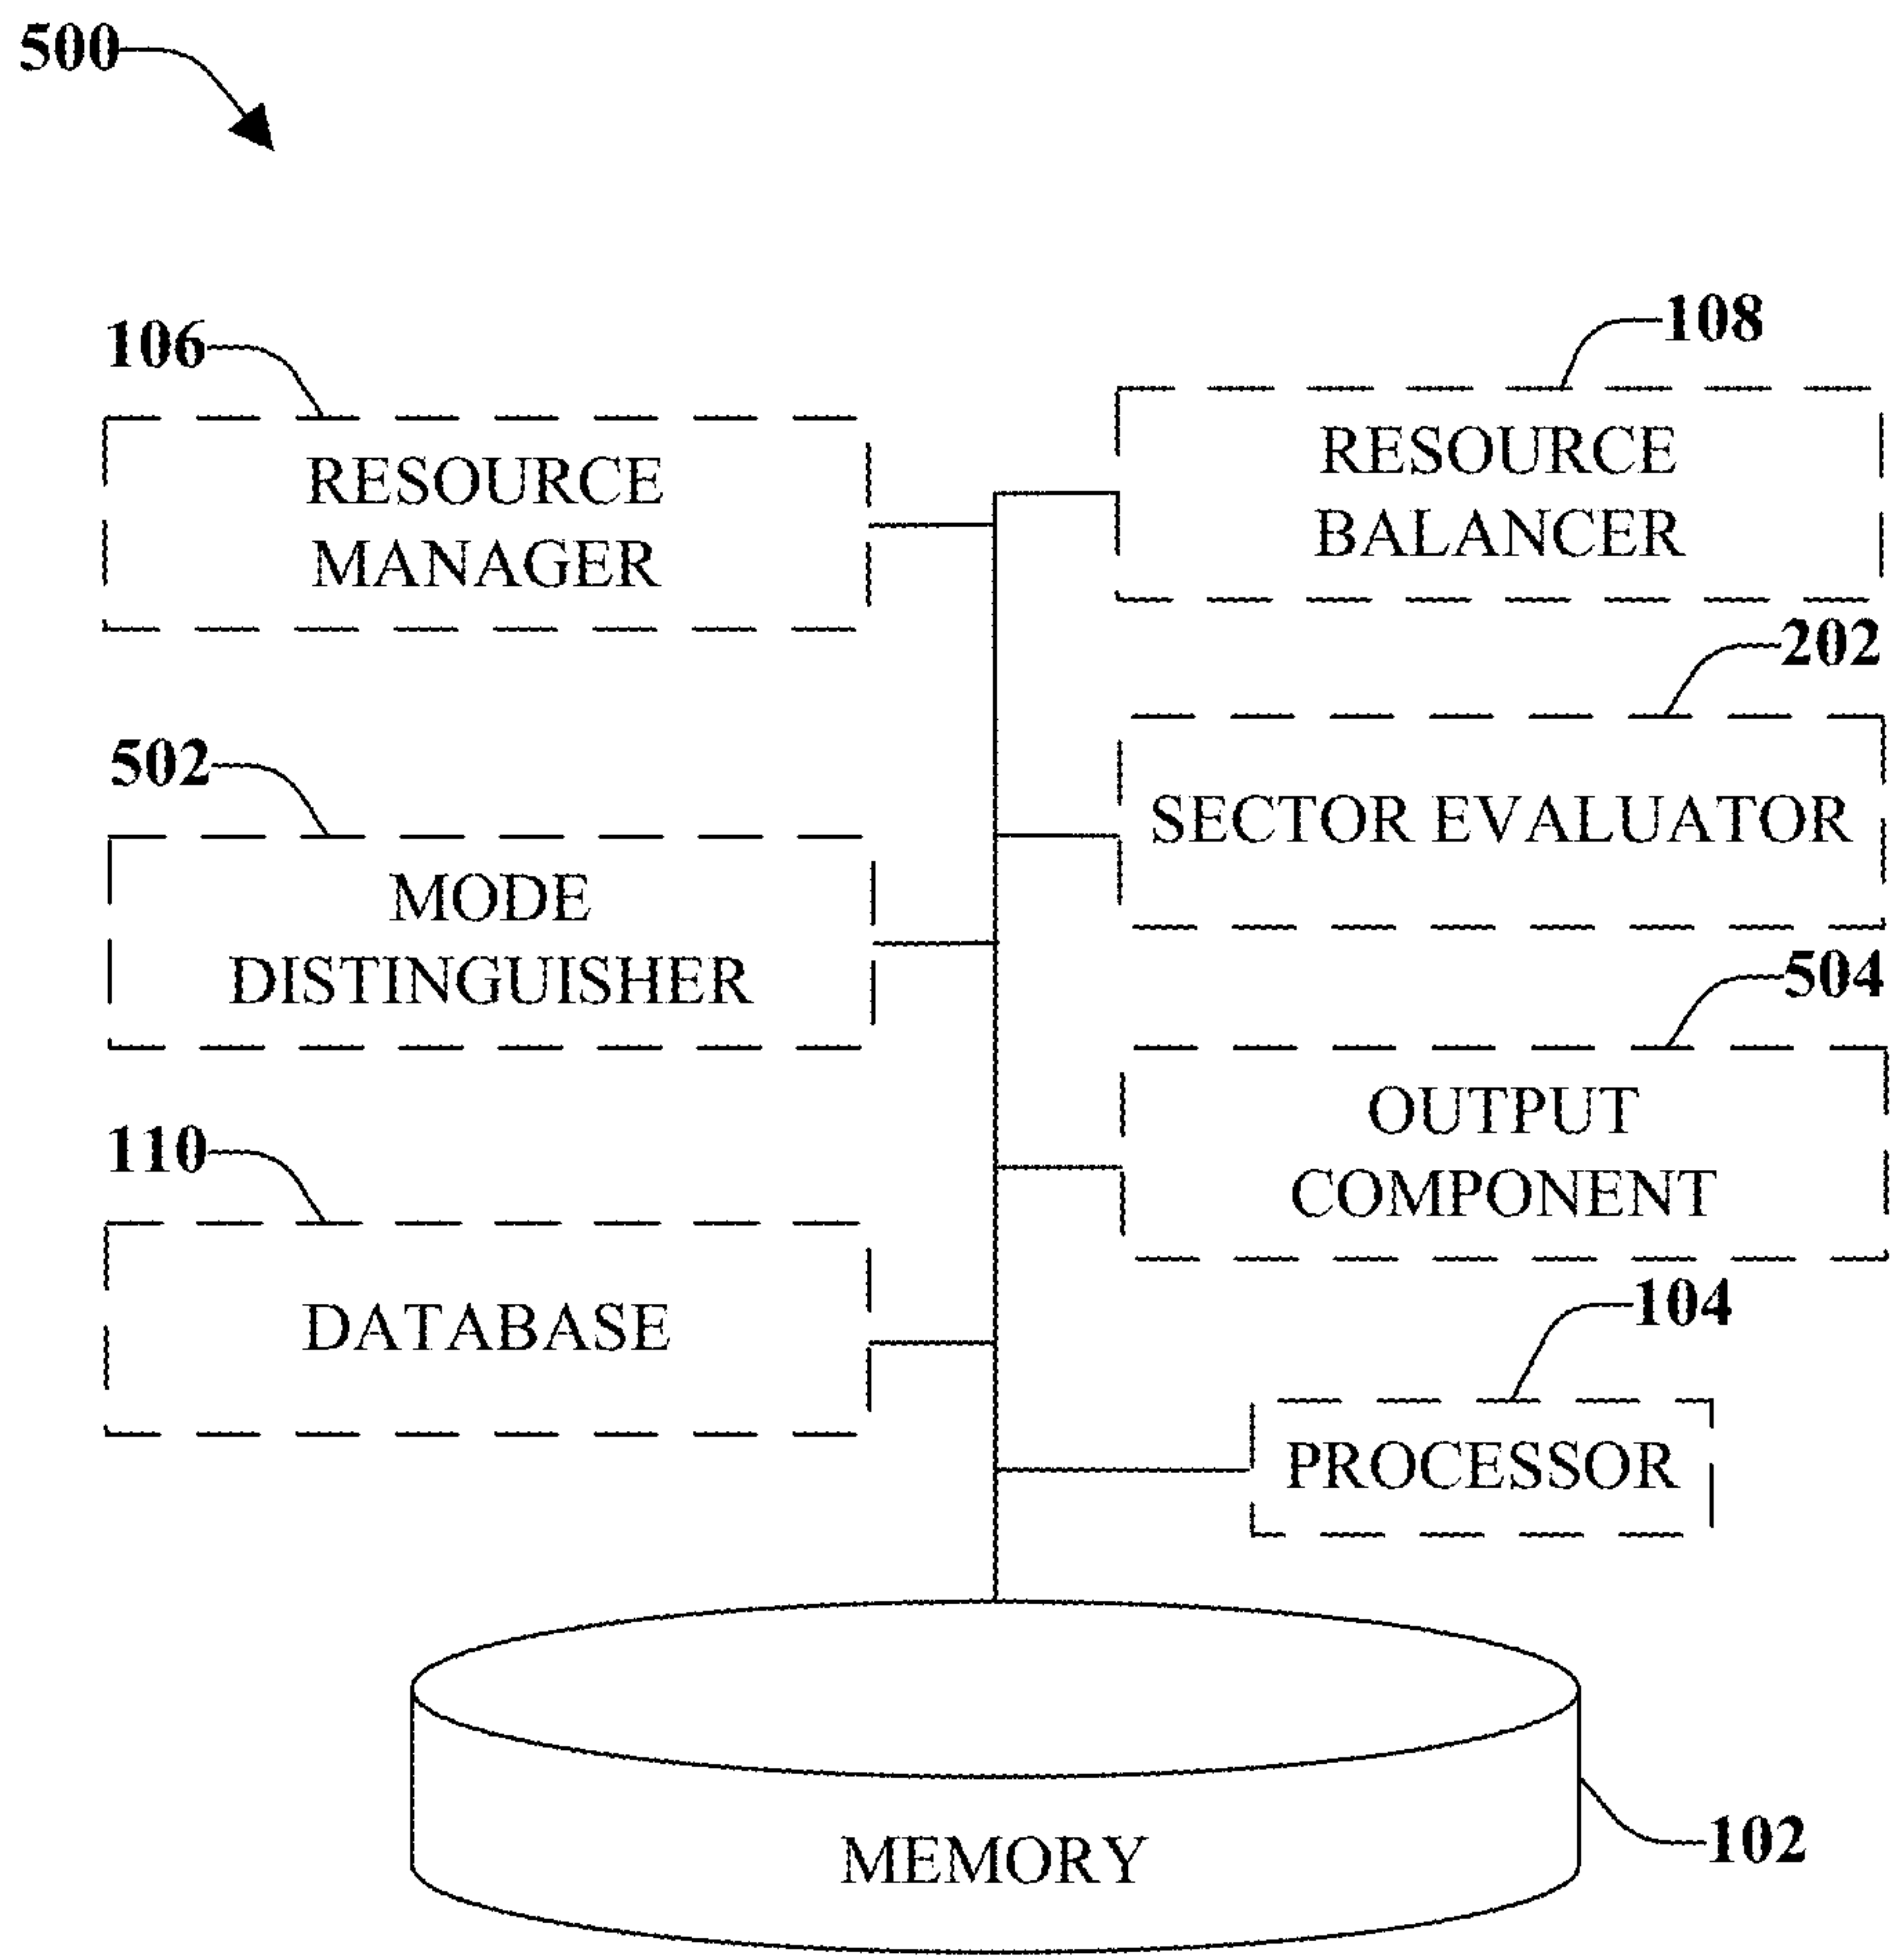 500
106
RESOURCE
MANAGER
108
RESOURCE
BALANCER
202
SECTOR EVALUATOR
502
MODE
DISTINGUISHER
504
OUTPUT
COMPONENT
110
DATABASE
104
PROCESSOR
MEMORY
102